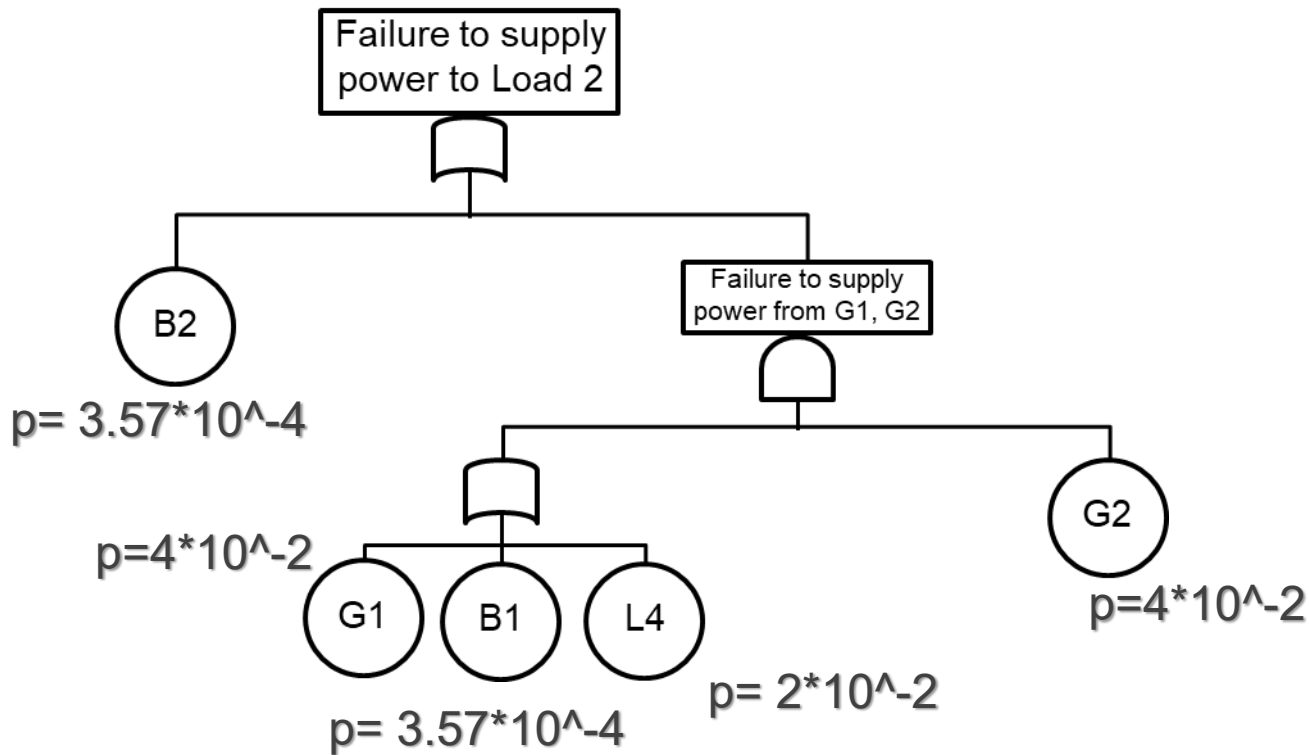 Failure to supply
power to Load 2
Failure to supply
power from G1, G2
B2
p= 3.57*10^-4
G2
p=4*10^-2
p=4*10^-2
G1
B1
L4
p= 2*10^-2
p= 3.57*10^-4